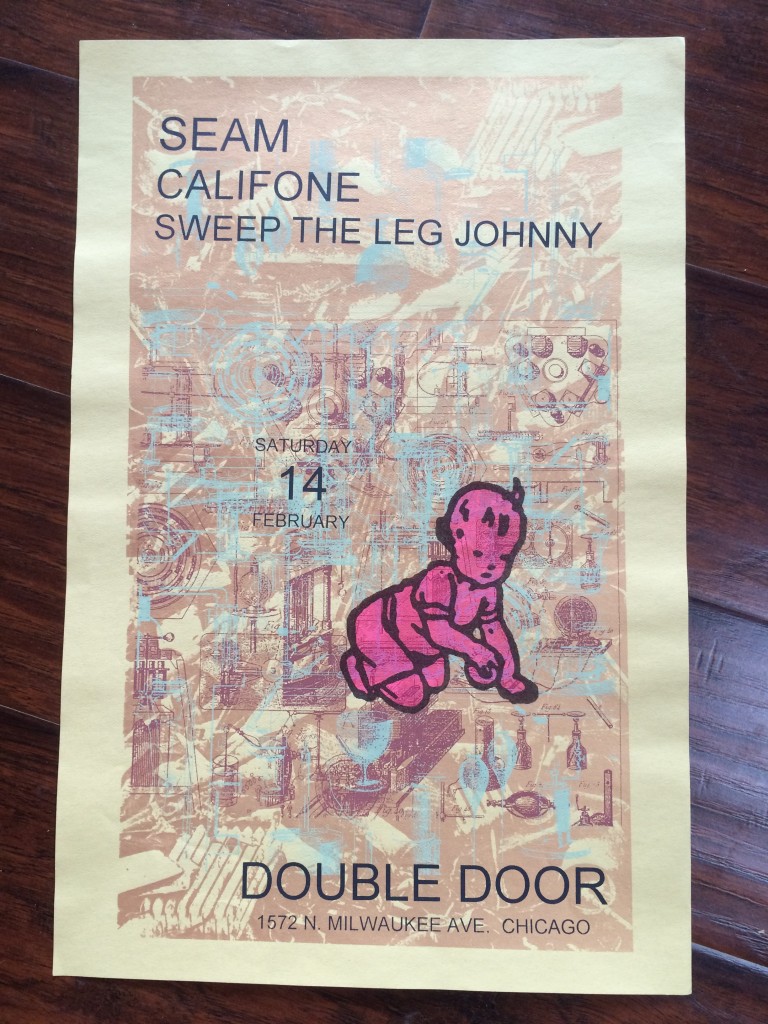 SEAM
CALIFONE
SWEEP THE LEG JOHNNY
SATURDAY
14
FEBRUARY
DOUBLE DOOR
1572 N. MILWAUKEE AVE. CHICAGO